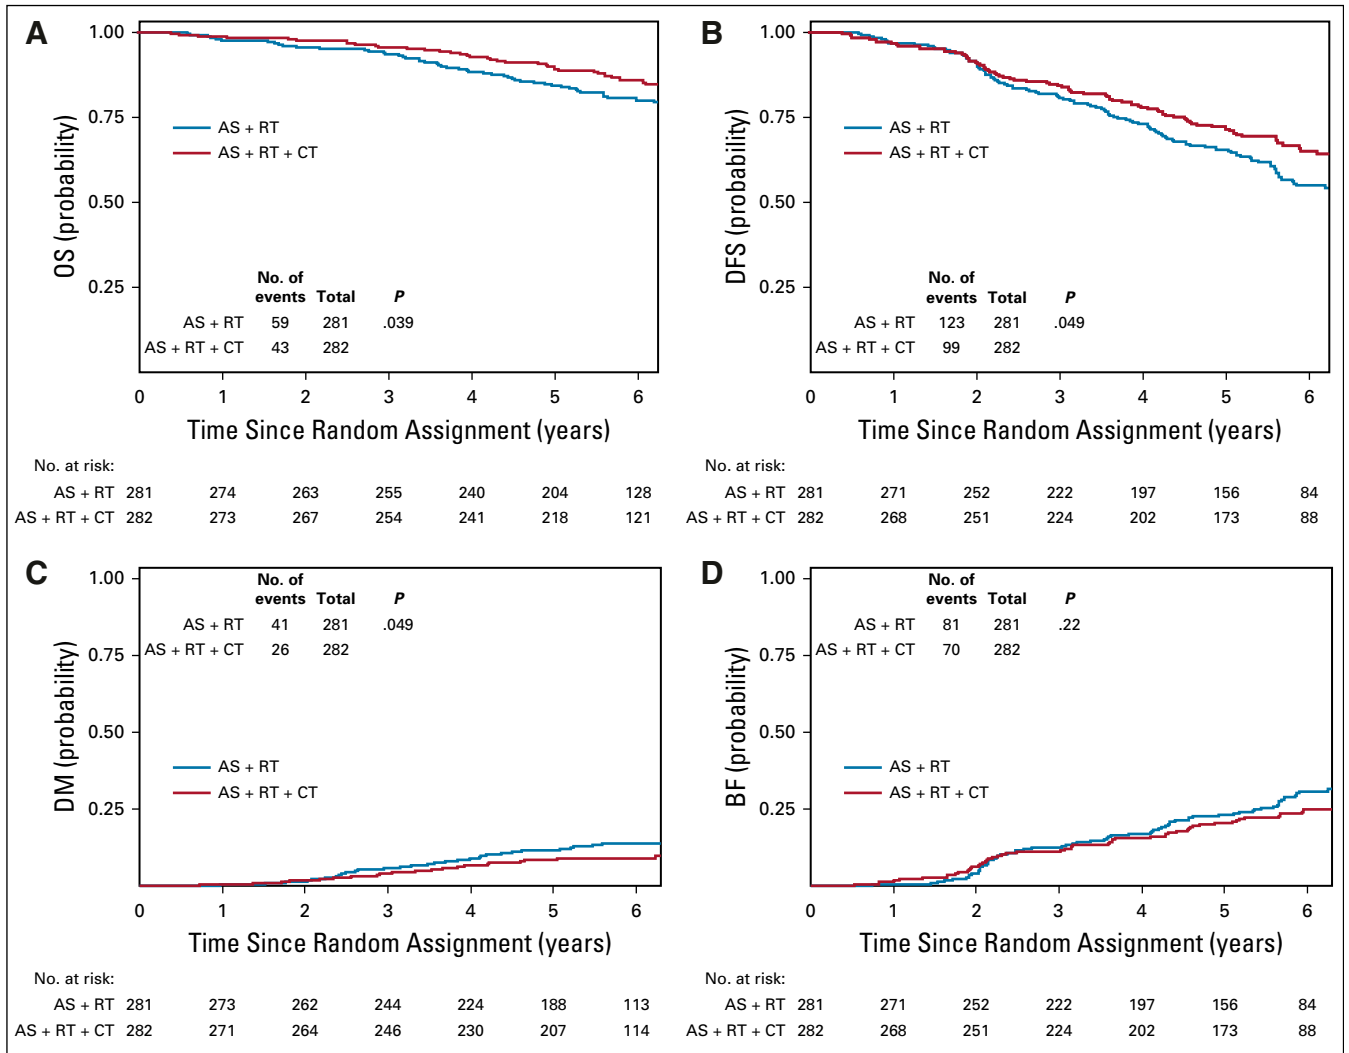 A
1.00
0.75
0.50
0.25
OS (probability)
AS + RT
AS + RT + CT
No. of
events Total P
AS + RT 59 281 .039
AS + RT + CT 43 282
0 1 2 3 4 5 6
Time Since Random Assignment (years)
No. at risk:
AS + RT 281 274 263 255 240 204 128
AS + RT + CT 282 273 267 254 241 218 121
B
1.00
0.75
0.50
0.25
DFS (probability)
AS + RT
AS + RT + CT
No. of
events Total P
AS + RT 123 281 .049
AS + RT + CT 99 282
0 1 2 3 4 5 6
Time Since Random Assignment (years)
No. at risk:
AS + RT 281 271 252 222 197 156 84
AS + RT + CT 282 268 251 224 202 173 88
C
1.00
0.75
0.50
0.25
DM (probability)
No. of
events Total P
AS + RT 41 281 .049
AS + RT + CT 26 282
AS + RT
AS + RT + CT
0 1 2 3 4 5 6
Time Since Random Assignment (years)
No. at risk:
AS + RT 281 273 262 244 224 188 113
AS + RT + CT 282 271 264 246 230 207 114
D
1.00
0.75
0.50
0.25
BF (probability)
No. of
events Total P
AS + RT 81 281 .22
AS + RT + CT 70 282
AS + RT
AS + RT + CT
0 1 2 3 4 5 6
Time Since Random Assignment (years)
No. at risk:
AS + RT 281 271 252 222 197 156 84
AS + RT + CT 282 268 251 224 202 173 88